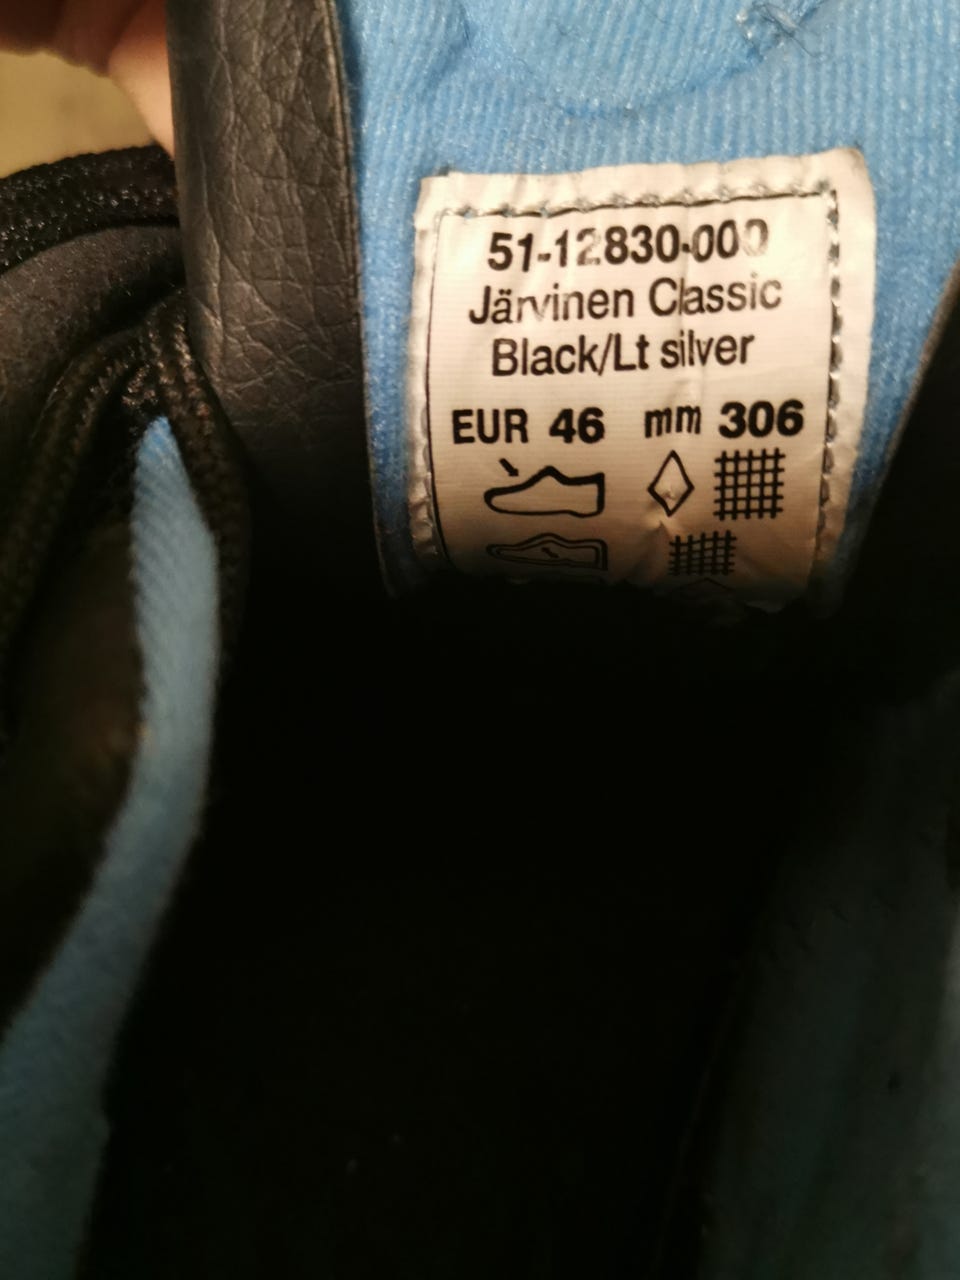 51-12830-000
Järvinen Classic
Black/Lt silver
EUR 46 mm 306